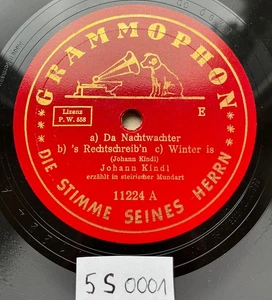 GRAMMOPHON
Lizenz
P. W. 858
E
a) Da Nachtwachter
b) 's Rechtschreib'n c) Winter is
(Johann Kindl)
Johann Kindl
erzählt in steirischer Mundart
11224 A
DIE STIMME SEINES HERRN
5S 0001